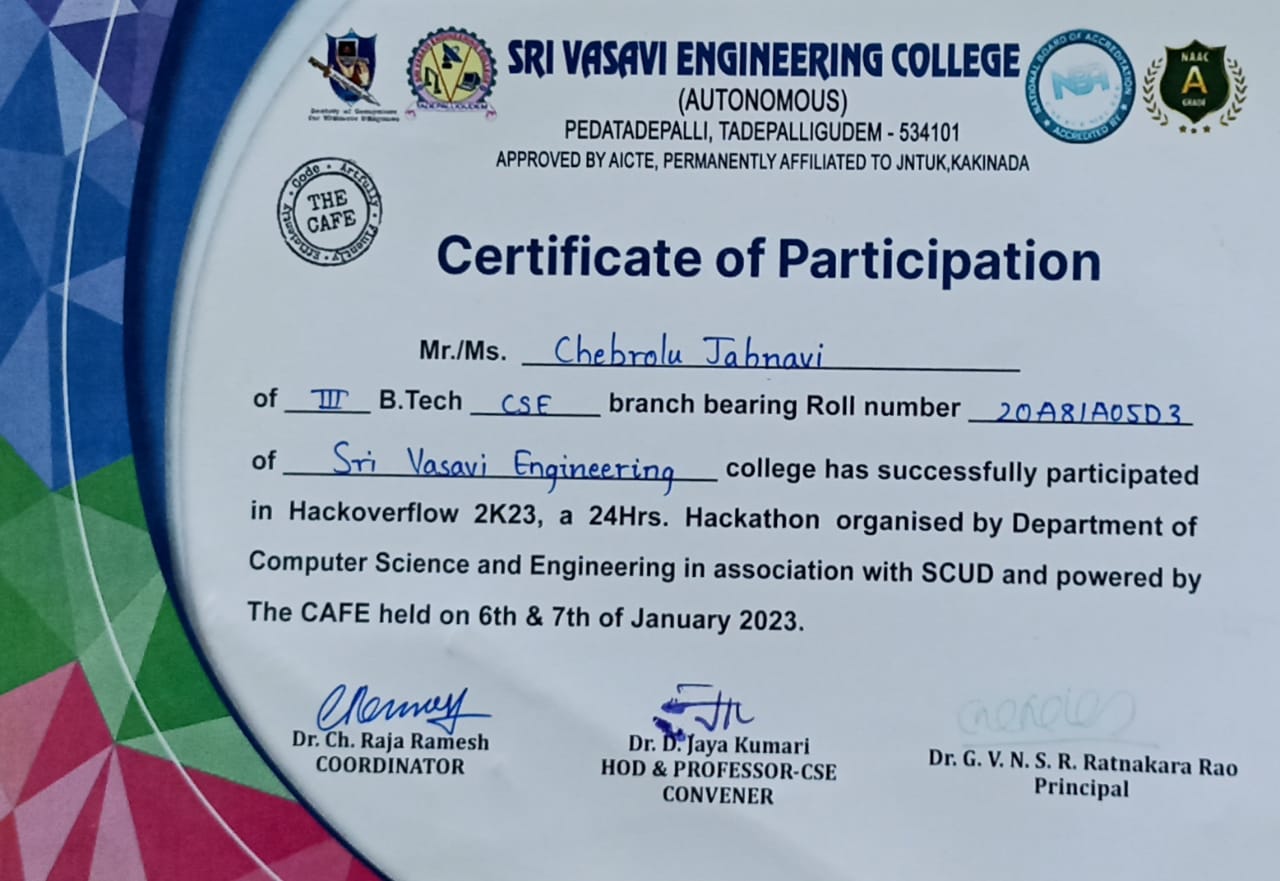 SRI VASAVI ENGINEERING COLLEGE
(AUTONOMOUS)
PEDATADEPALLI, TADEPALLIGUDEM - 534101
APPROVED BY AICTE, PERMANENTLY AFFILIATED TO JNTUK,KAKINADA
TADEPALLIGUDEM
NATIONAL BOARD OF ACCREDITATION
NBA
ACCREDITED BY
NAAC
A
GRADE
Code • Artfully • Fluently • Efficiently
THE
CAFE
Certificate of Participation
Mr./Ms. Chebrolu Jahnavi
of III B.Tech CSE branch bearing Roll number 20A81A05D3
of Sri Vasavi Engineering college has successfully participated
in Hackoverflow 2K23, a 24Hrs. Hackathon organised by Department of
Computer Science and Engineering in association with SCUD and powered by
The CAFE held on 6th & 7th of January 2023.
Dr. Ch. Raja Ramesh
COORDINATOR
Dr. D. Jaya Kumari
HOD & PROFESSOR-CSE
CONVENER
Dr. G. V. N. S. R. Ratnakara Rao
Principal